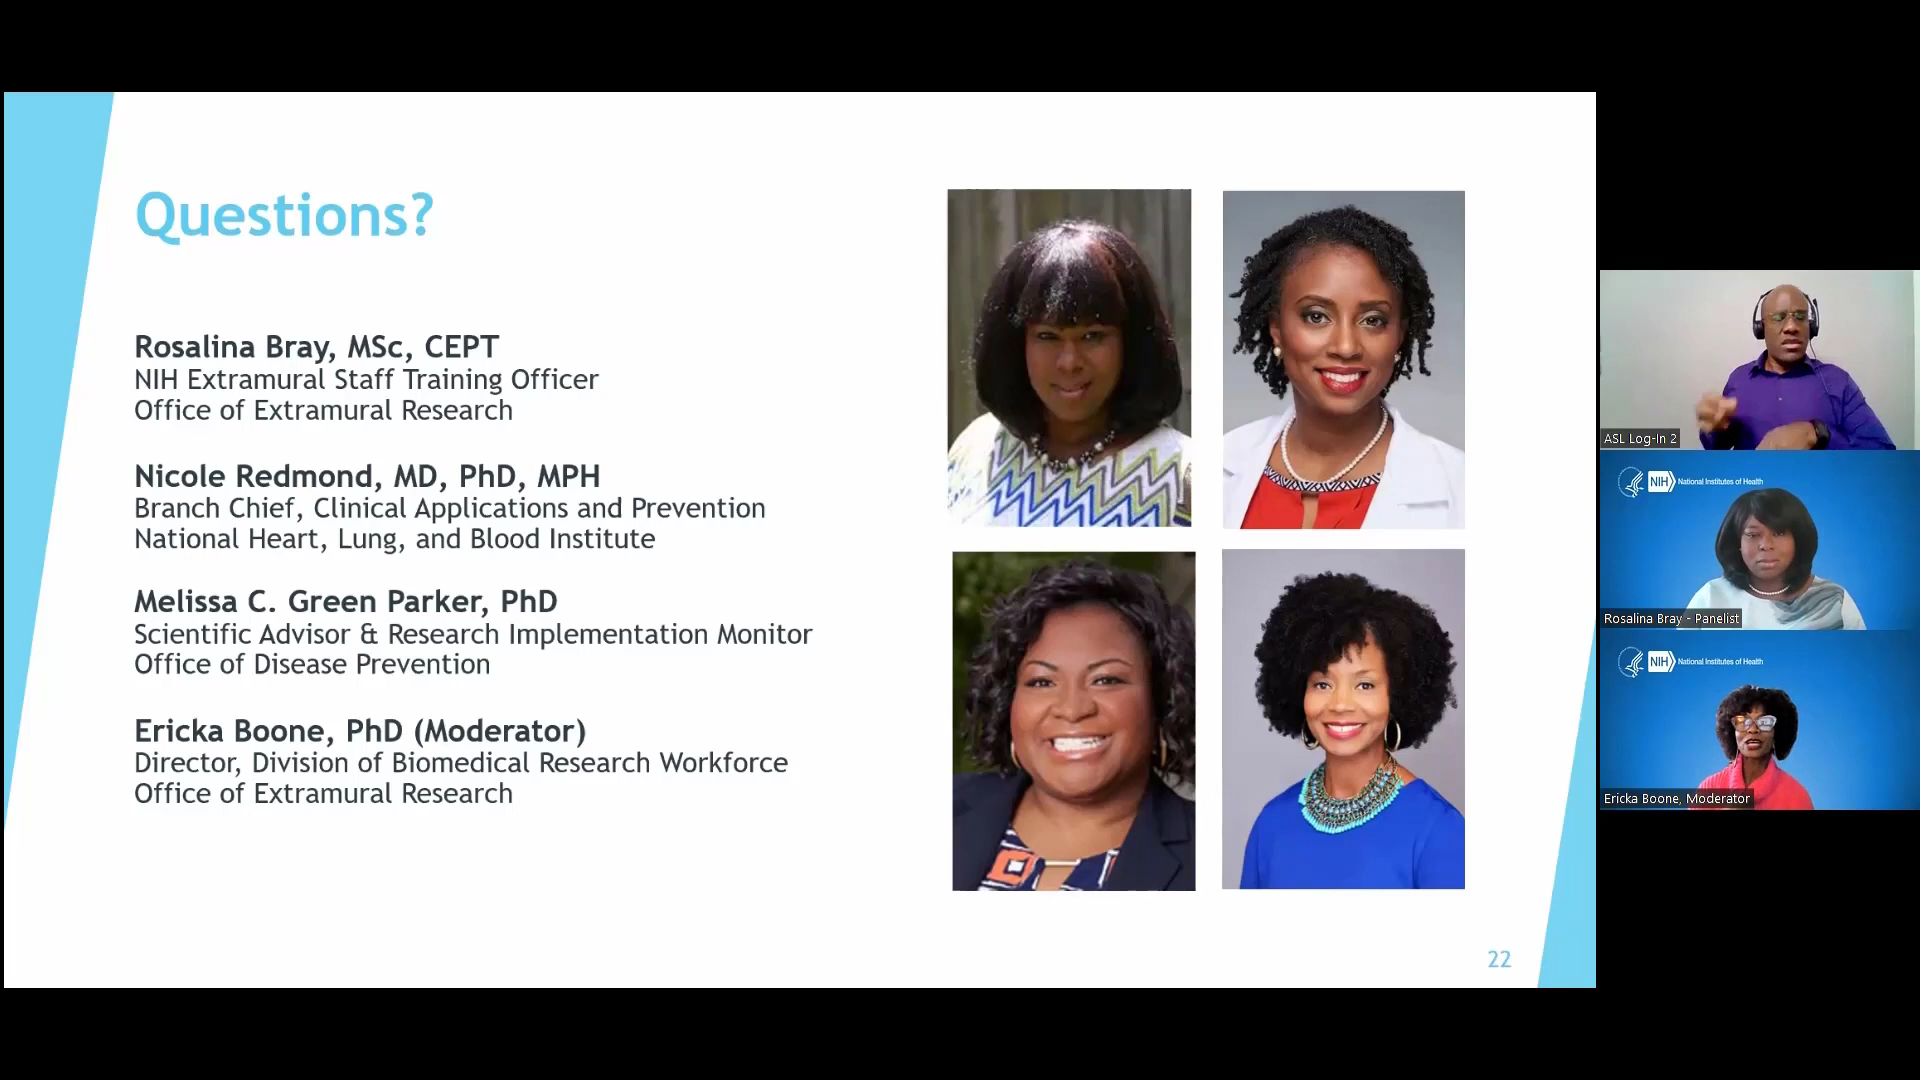 Questions?
Rosalina Bray, MSc, CEPT
NIH Extramural Staff Training Officer
Office of Extramural Research
Nicole Redmond, MD, PhD, MPH
Branch Chief, Clinical Applications and Prevention
National Heart, Lung, and Blood Institute
Melissa C. Green Parker, PhD
Scientific Advisor & Research Implementation Monitor
Office of Disease Prevention
Ericka Boone, PhD (Moderator)
Director, Division of Biomedical Research Workforce
Office of Extramural Research
22
ASL Log-In 2
NIH National Institutes of Health
Rosalina Bray - Panelist
NIH National Institutes of Health
Ericka Boone, Moderator